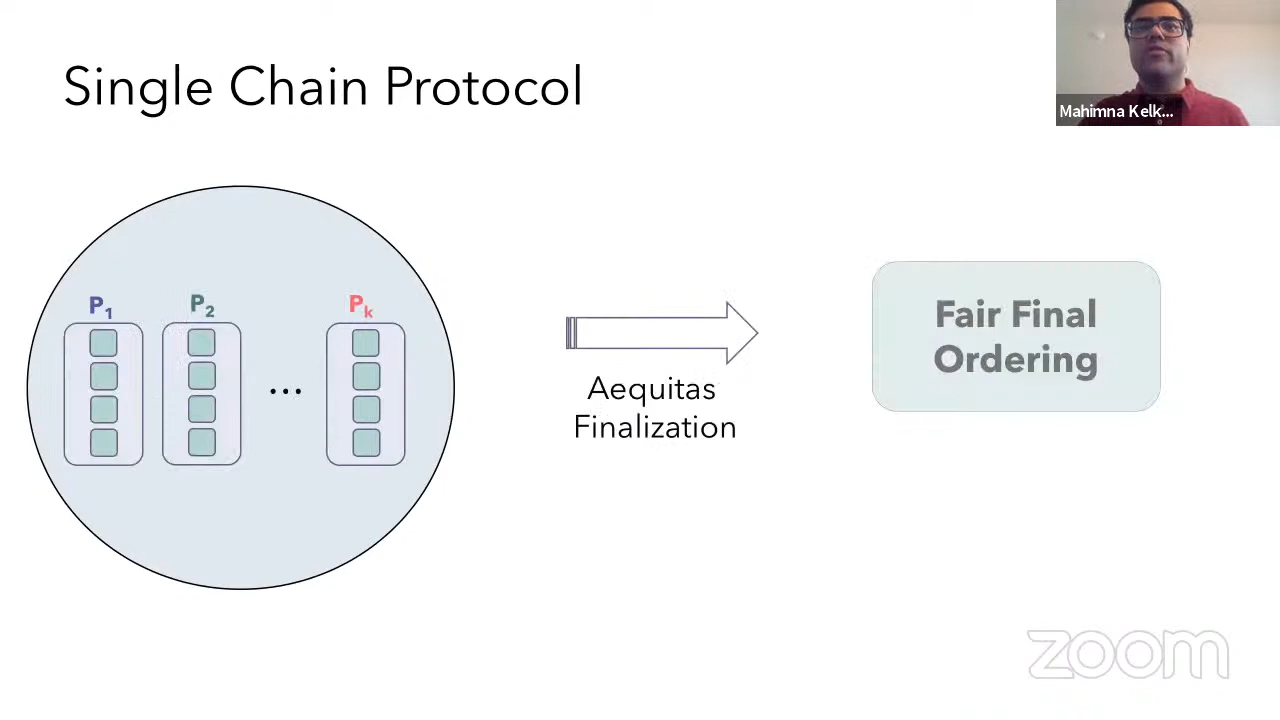 Single Chain Protocol
Mahimna Kelk...
P1
P2
Pk
...
Aequitas
Finalization
Fair Final
Ordering
zoom